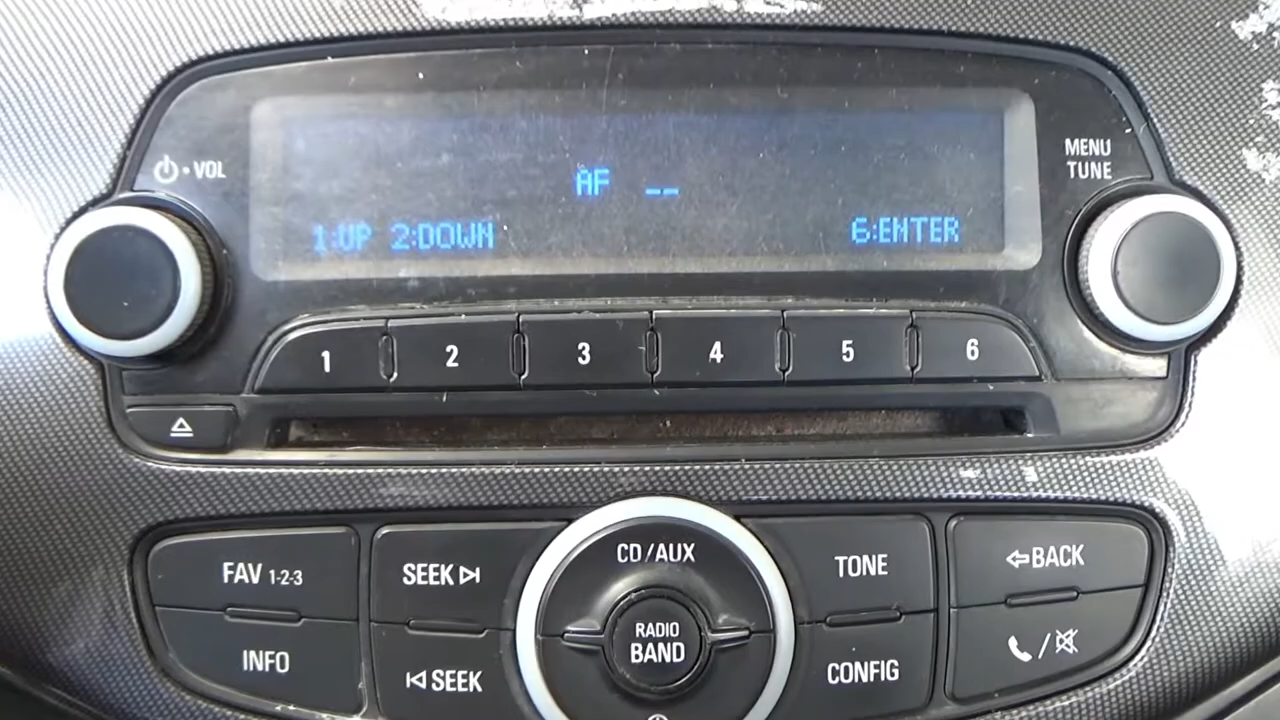 VOL
MENU
TUNE
AF __
1:UP 2:DOWN
6:ENTER
1
2
3
4
5
6
FAV 1-2-3
SEEK
CD/AUX
TONE
BACK
INFO
SEEK
RADIO
BAND
CONFIG